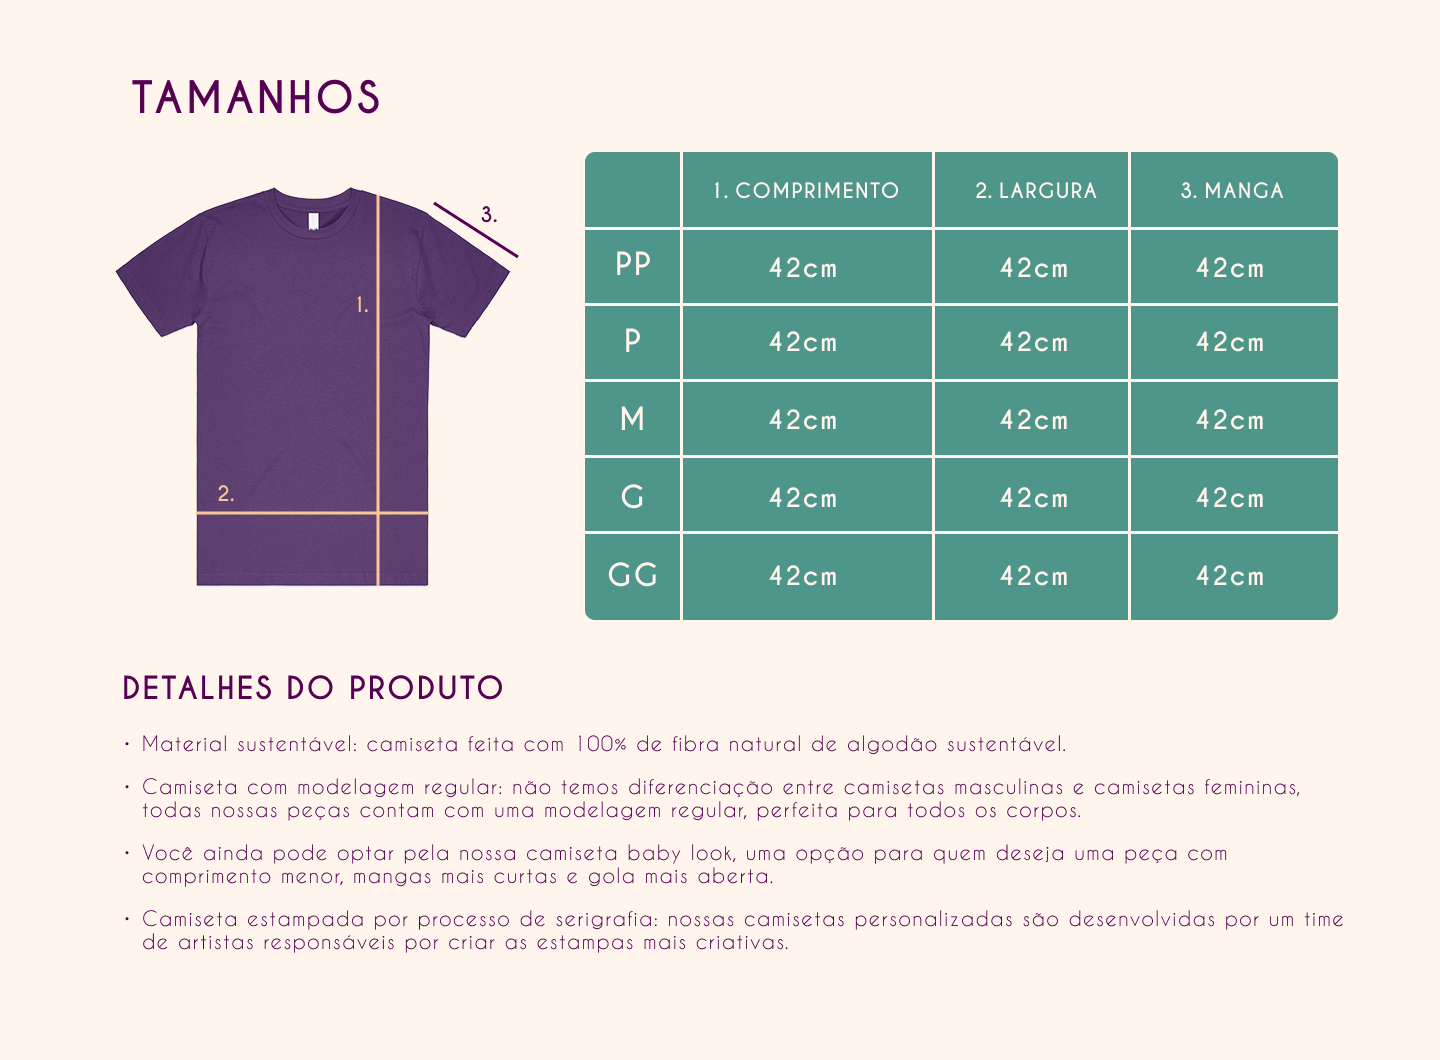 TAMANHOS
1. COMPRIMENTO 2. LARGURA 3. MANGA
PP 42cm 42cm 42cm
P 42cm 42cm 42cm
M 42cm 42cm 42cm
G 42cm 42cm 42cm
GG 42cm 42cm 42cm
3.
1.
2.
DETALHES DO PRODUTO
• Material sustentável: camiseta feita com 100% de fibra natural de algodão sustentável.
• Camiseta com modelagem regular: não temos diferenciação entre camisetas masculinas e camisetas femininas,
todas nossas peças contam com uma modelagem regular, perfeita para todos os corpos.
• Você ainda pode optar pela nossa camiseta baby look, uma opção para quem deseja uma peça com
comprimento menor, mangas mais curtas e gola mais aberta.
• Camiseta estampada por processo de serigrafia: nossas camisetas personalizadas são desenvolvidas por um time
de artistas responsáveis por criar as estampas mais criativas.